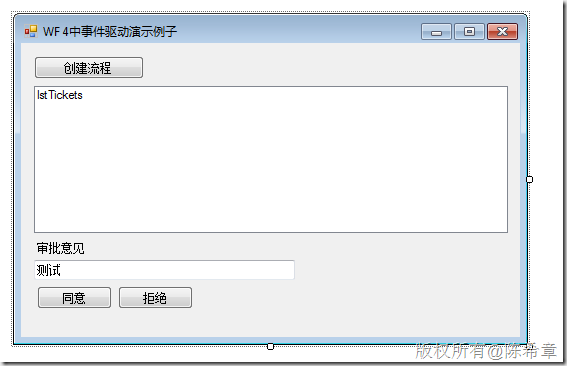 WF 4中事件驱动演示例子
创建流程
lstTickets
审批意见
测试
同意 拒绝
版权所有@陈希章